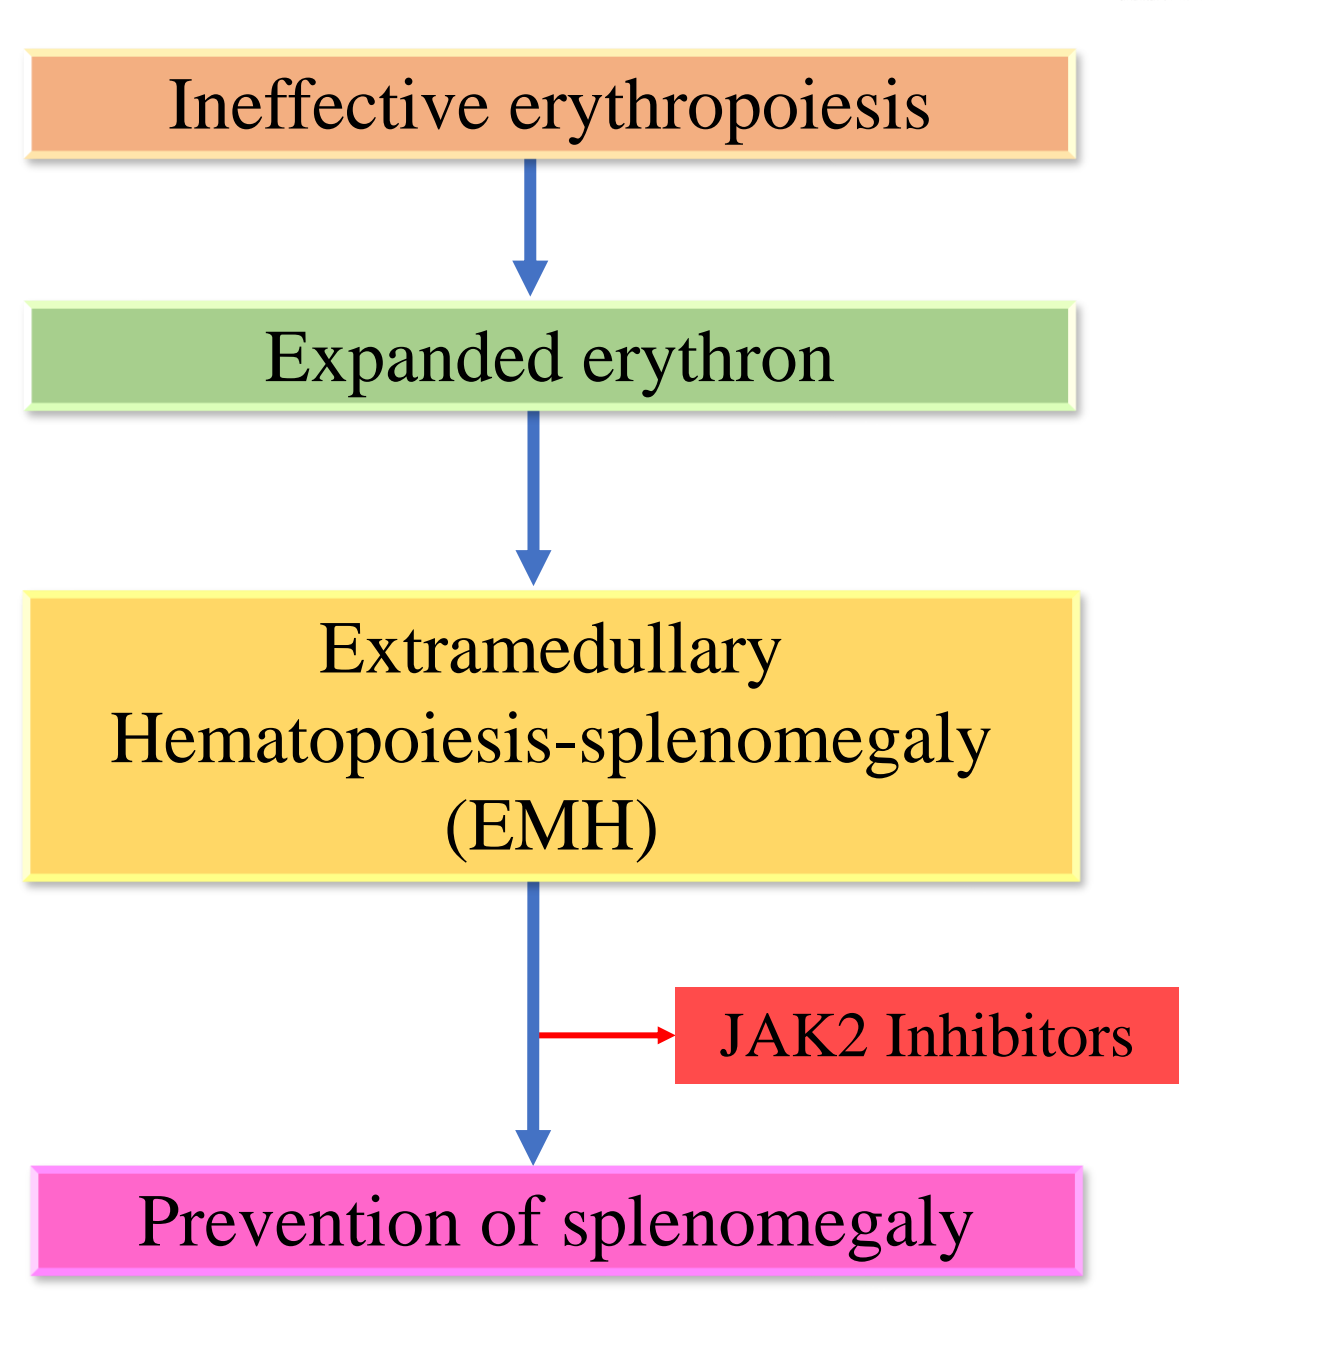 Ineffective erythropoiesis
Expanded erythron
Extramedullary
Hematopoiesis-splenomegaly
(EMH)
JAK2 Inhibitors
Prevention of splenomegaly